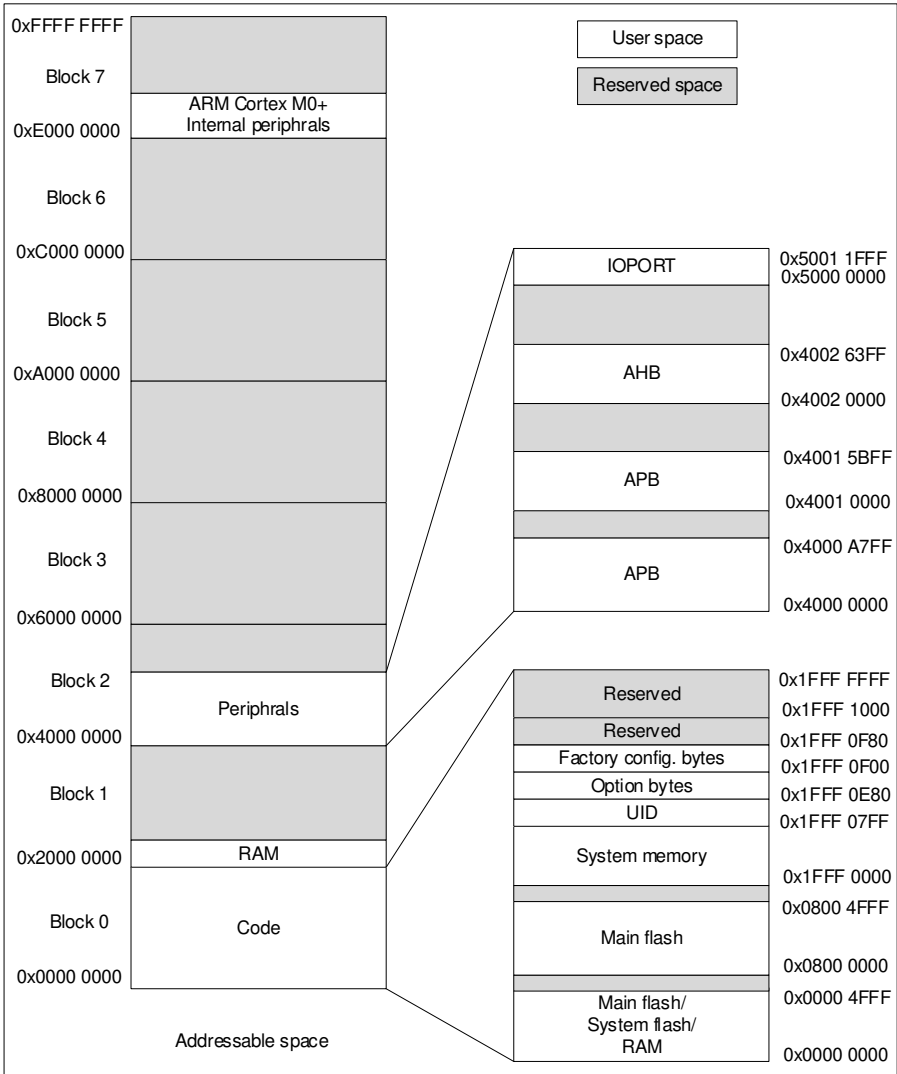 0xFFFF FFFF
Block 7
ARM Cortex M0+
Internal periphrals
0xE000 0000
Block 6
0xC000 0000
Block 5
0xA000 0000
Block 4
0x8000 0000
Block 3
0x6000 0000
Block 2
Periphrals
0x4000 0000
Block 1
RAM
0x2000 0000
Block 0
Code
0x0000 0000
Addressable space
User space
Reserved space
IOPORT
0x5001 1FFF
0x5000 0000
0x4002 63FF
AHB
0x4002 0000
0x4001 5BFF
APB
0x4001 0000
0x4000 A7FF
APB
0x4000 0000
0x1FFF FFFF
Reserved
0x1FFF 1000
Reserved
0x1FFF 0F80
Factory config. bytes
0x1FFF 0F00
Option bytes
0x1FFF 0E80
UID
0x1FFF 07FF
System memory
0x1FFF 0000
0x0800 4FFF
Main flash
0x0800 0000
0x0000 4FFF
Main flash/
System flash/
RAM
0x0000 0000